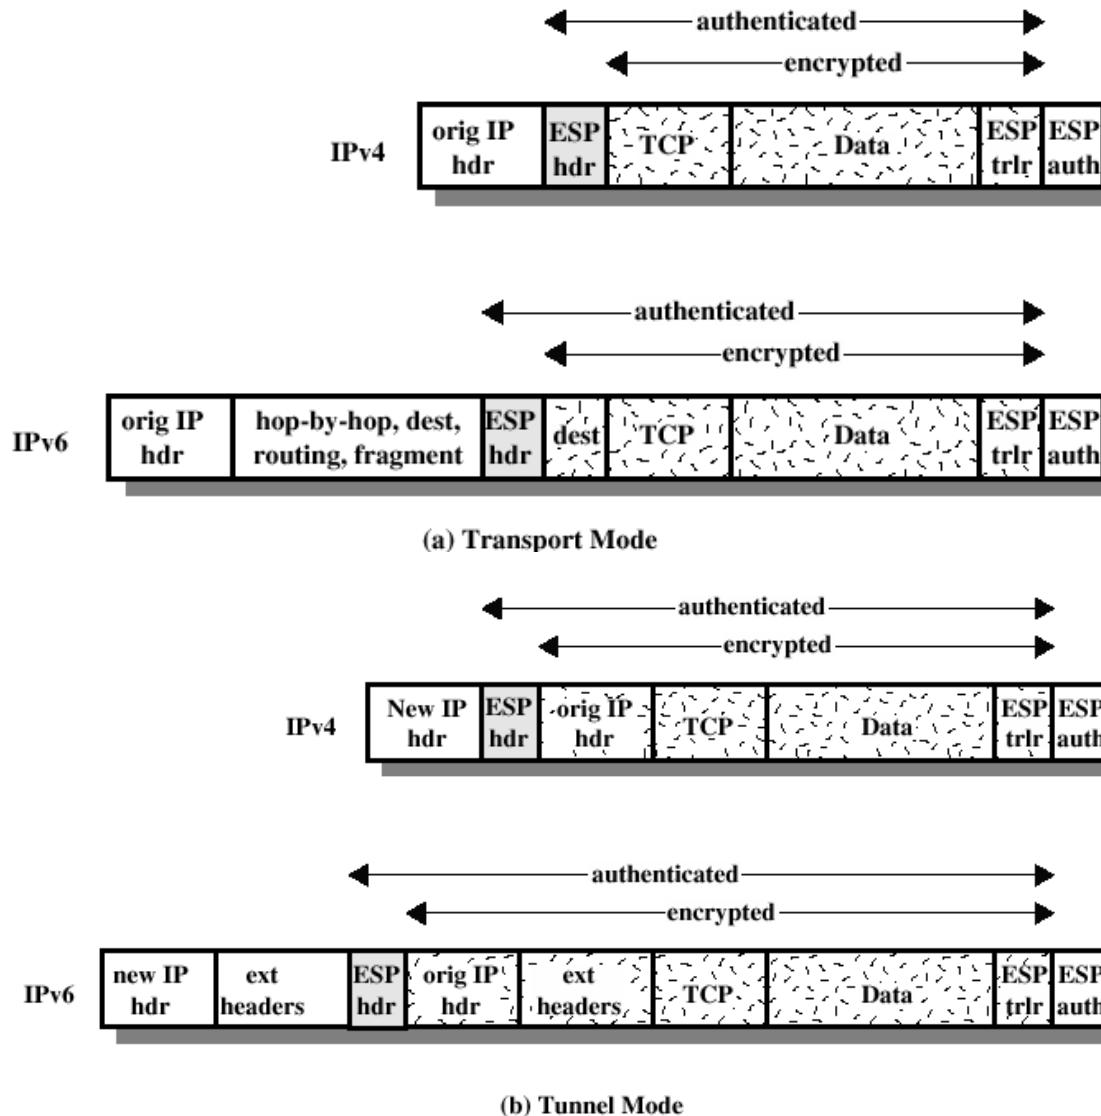 authenticated
encrypted
IPv4
orig IP
hdr
ESP
hdr
TCP
Data
ESP
trlr
ESP
auth
authenticated
encrypted
IPv6
orig IP
hdr
hop-by-hop, dest,
routing, fragment
ESP
hdr
dest
TCP
Data
ESP
trlr
ESP
auth
(a) Transport Mode
authenticated
encrypted
IPv4
New IP
hdr
ESP
hdr
orig IP
hdr
TCP
Data
ESP
trlr
ESP
auth
authenticated
encrypted
IPv6
new IP
hdr
ext
headers
ESP
hdr
orig IP
hdr
ext
headers
TCP
Data
ESP
trlr
ESP
auth
(b) Tunnel Mode